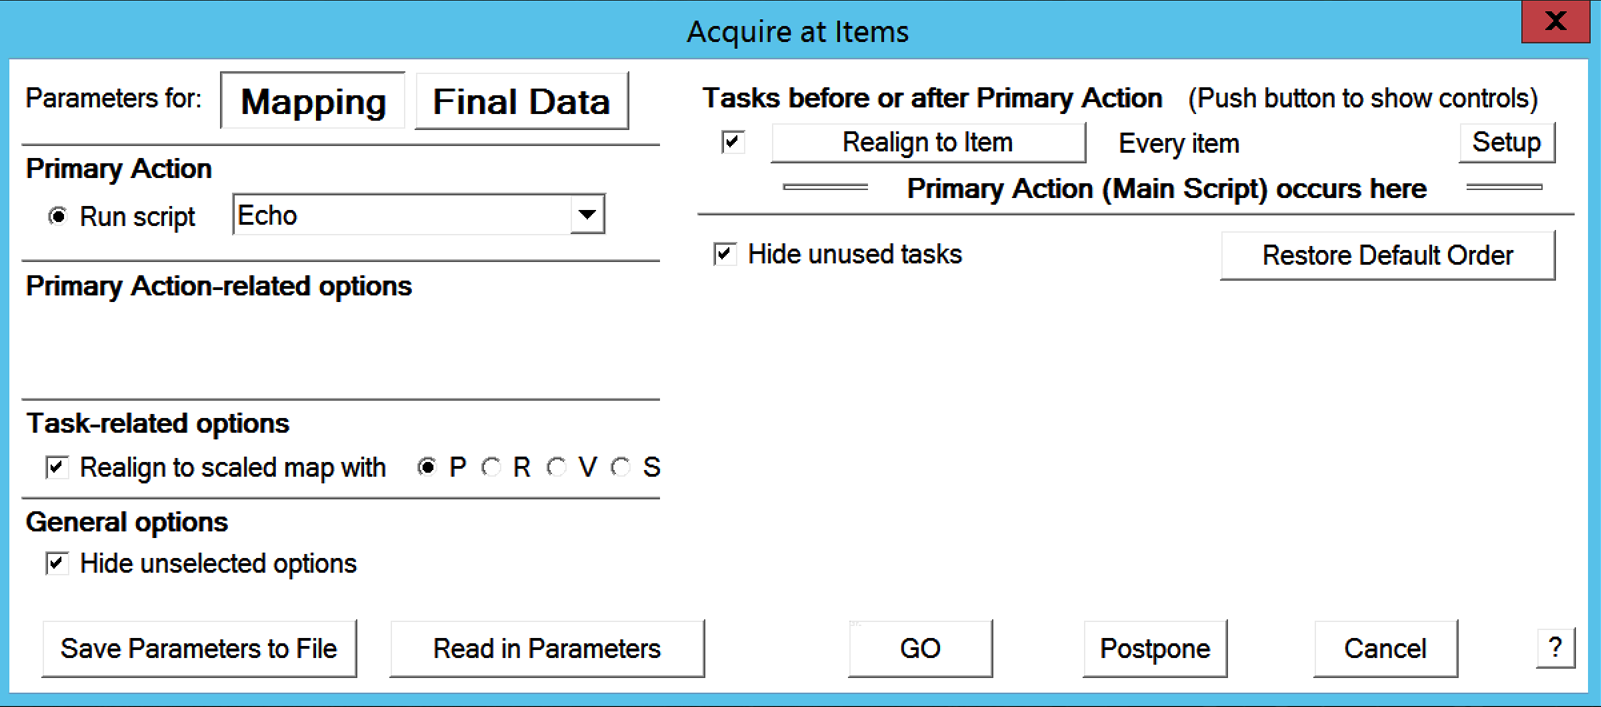 Acquire at Items
X
Parameters for: Mapping Final Data
Primary Action
Run script Echo
Primary Action-related options
Task-related options
Realign to scaled map with P R V S
General options
Hide unselected options
Tasks before or after Primary Action (Push button to show controls)
Realign to Item Every item Setup
Primary Action (Main Script) occurs here
Hide unused tasks Restore Default Order
Save Parameters to File Read in Parameters GO Postpone Cancel ?